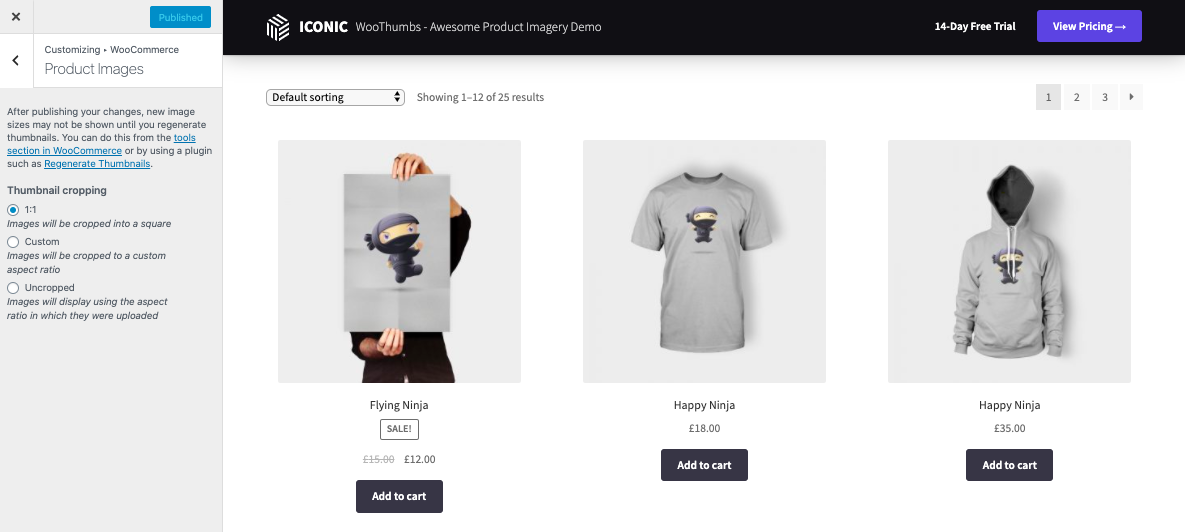 Published
Customizing ▸ WooCommerce
Product Images
After publishing your changes, new image
sizes may not be shown until you regenerate
thumbnails. You can do this from the tools
section in WooCommerce or by using a plugin
such as Regenerate Thumbnails.
Thumbnail cropping
1:1
Images will be cropped into a square
Custom
Images will be cropped to a custom
aspect ratio
Uncropped
Images will display using the aspect
ratio in which they were uploaded
ICONIC WooThumbs - Awesome Product Imagery Demo
14-Day Free Trial
View Pricing →
Default sorting
Showing 1–12 of 25 results
1 2 3
Flying Ninja
SALE!
£15.00 £12.00
Add to cart
Happy Ninja
£18.00
Add to cart
Happy Ninja
£35.00
Add to cart